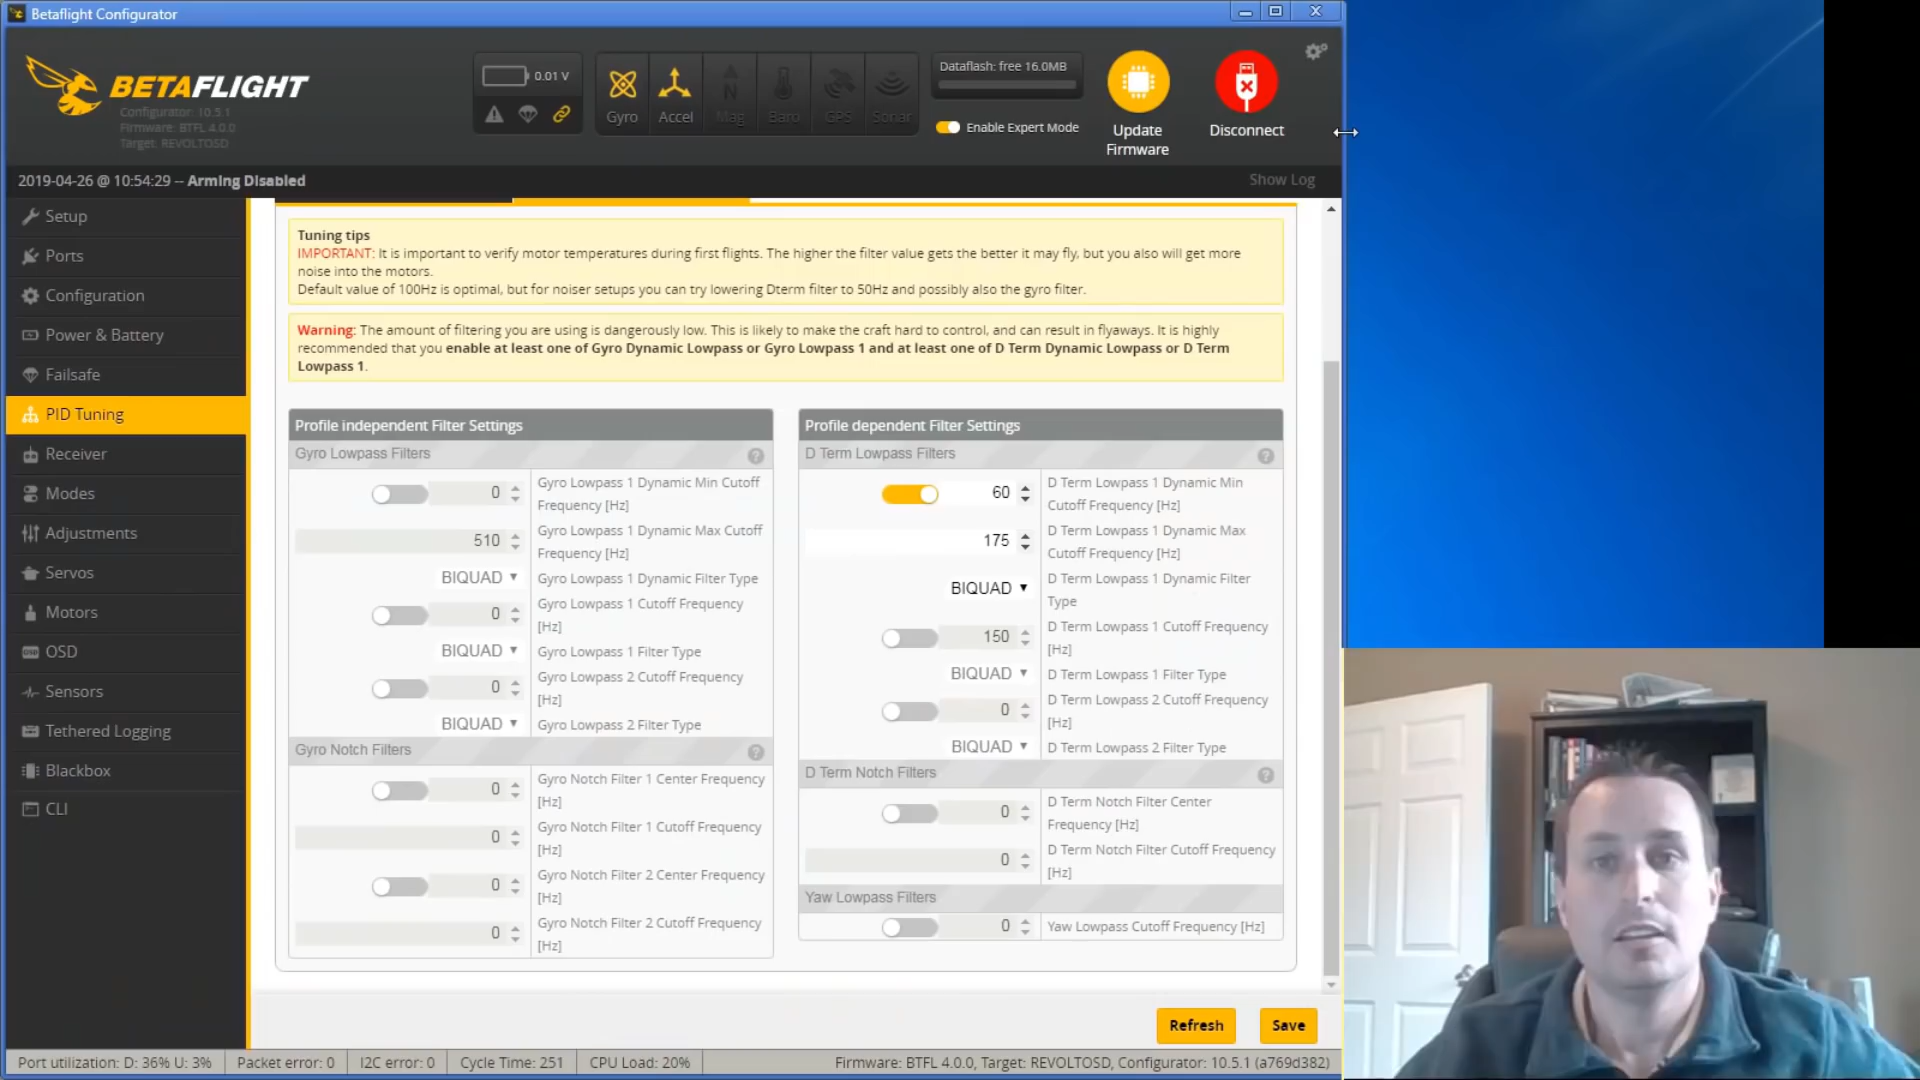 Betaflight Configurator
BETAFLIGHT
Configurator: 10.5.1
Firmware: BTFL 4.0.0
Target: REVOLTOSD
0.01 V
Gyro
Accel
Mag
Baro
GPS
Sonar
Dataflash: free 16.0MB
Enable Expert Mode
Update
Firmware
Disconnect
2019-04-26 @ 10:54:29 -- Arming Disabled
Show Log
Setup
Ports
Configuration
Power & Battery
Failsafe
PID Tuning
Receiver
Modes
Adjustments
Servos
Motors
OSD
Sensors
Tethered Logging
Blackbox
CLI
Tuning tips
IMPORTANT: It is important to verify motor temperatures during first flights. The higher the filter value gets the better it may fly, but you also will get more
noise into the motors.
Default value of 100Hz is optimal, but for noiser setups you can try lowering Dterm filter to 50Hz and possibly also the gyro filter.
Warning: The amount of filtering you are using is dangerously low. This is likely to make the craft hard to control, and can result in flyaways. It is highly
recommended that you enable at least one of Gyro Dynamic Lowpass or Gyro Lowpass 1 and at least one of D Term Dynamic Lowpass or D Term
Lowpass 1.
Profile independent Filter Settings
Gyro Lowpass Filters
0
Gyro Lowpass 1 Dynamic Min Cutoff
Frequency [Hz]
510
Gyro Lowpass 1 Dynamic Max Cutoff
Frequency [Hz]
BIQUAD
Gyro Lowpass 1 Dynamic Filter Type
0
Gyro Lowpass 1 Cutoff Frequency
[Hz]
BIQUAD
Gyro Lowpass 1 Filter Type
0
Gyro Lowpass 2 Cutoff Frequency
[Hz]
BIQUAD
Gyro Lowpass 2 Filter Type
Gyro Notch Filters
0
Gyro Notch Filter 1 Center Frequency
[Hz]
0
Gyro Notch Filter 1 Cutoff Frequency
[Hz]
0
Gyro Notch Filter 2 Center Frequency
[Hz]
0
Gyro Notch Filter 2 Cutoff Frequency
[Hz]
Profile dependent Filter Settings
D Term Lowpass Filters
60
D Term Lowpass 1 Dynamic Min
Cutoff Frequency [Hz]
175
D Term Lowpass 1 Dynamic Max
Cutoff Frequency [Hz]
BIQUAD
D Term Lowpass 1 Dynamic Filter
Type
150
D Term Lowpass 1 Cutoff Frequency
[Hz]
BIQUAD
D Term Lowpass 1 Filter Type
0
D Term Lowpass 2 Cutoff Frequency
[Hz]
BIQUAD
D Term Lowpass 2 Filter Type
D Term Notch Filters
0
D Term Notch Filter Center
Frequency [Hz]
0
D Term Notch Filter Cutoff Frequency
[Hz]
Yaw Lowpass Filters
0
Yaw Lowpass Cutoff Frequency [Hz]
Refresh
Save
Port utilization: D: 36% U: 3%
Packet error: 0
I2C error: 0
Cycle Time: 251
CPU Load: 20%
Firmware: BTFL 4.0.0, Target: REVOLTOSD, Configurator: 10.5.1 (a769d382)